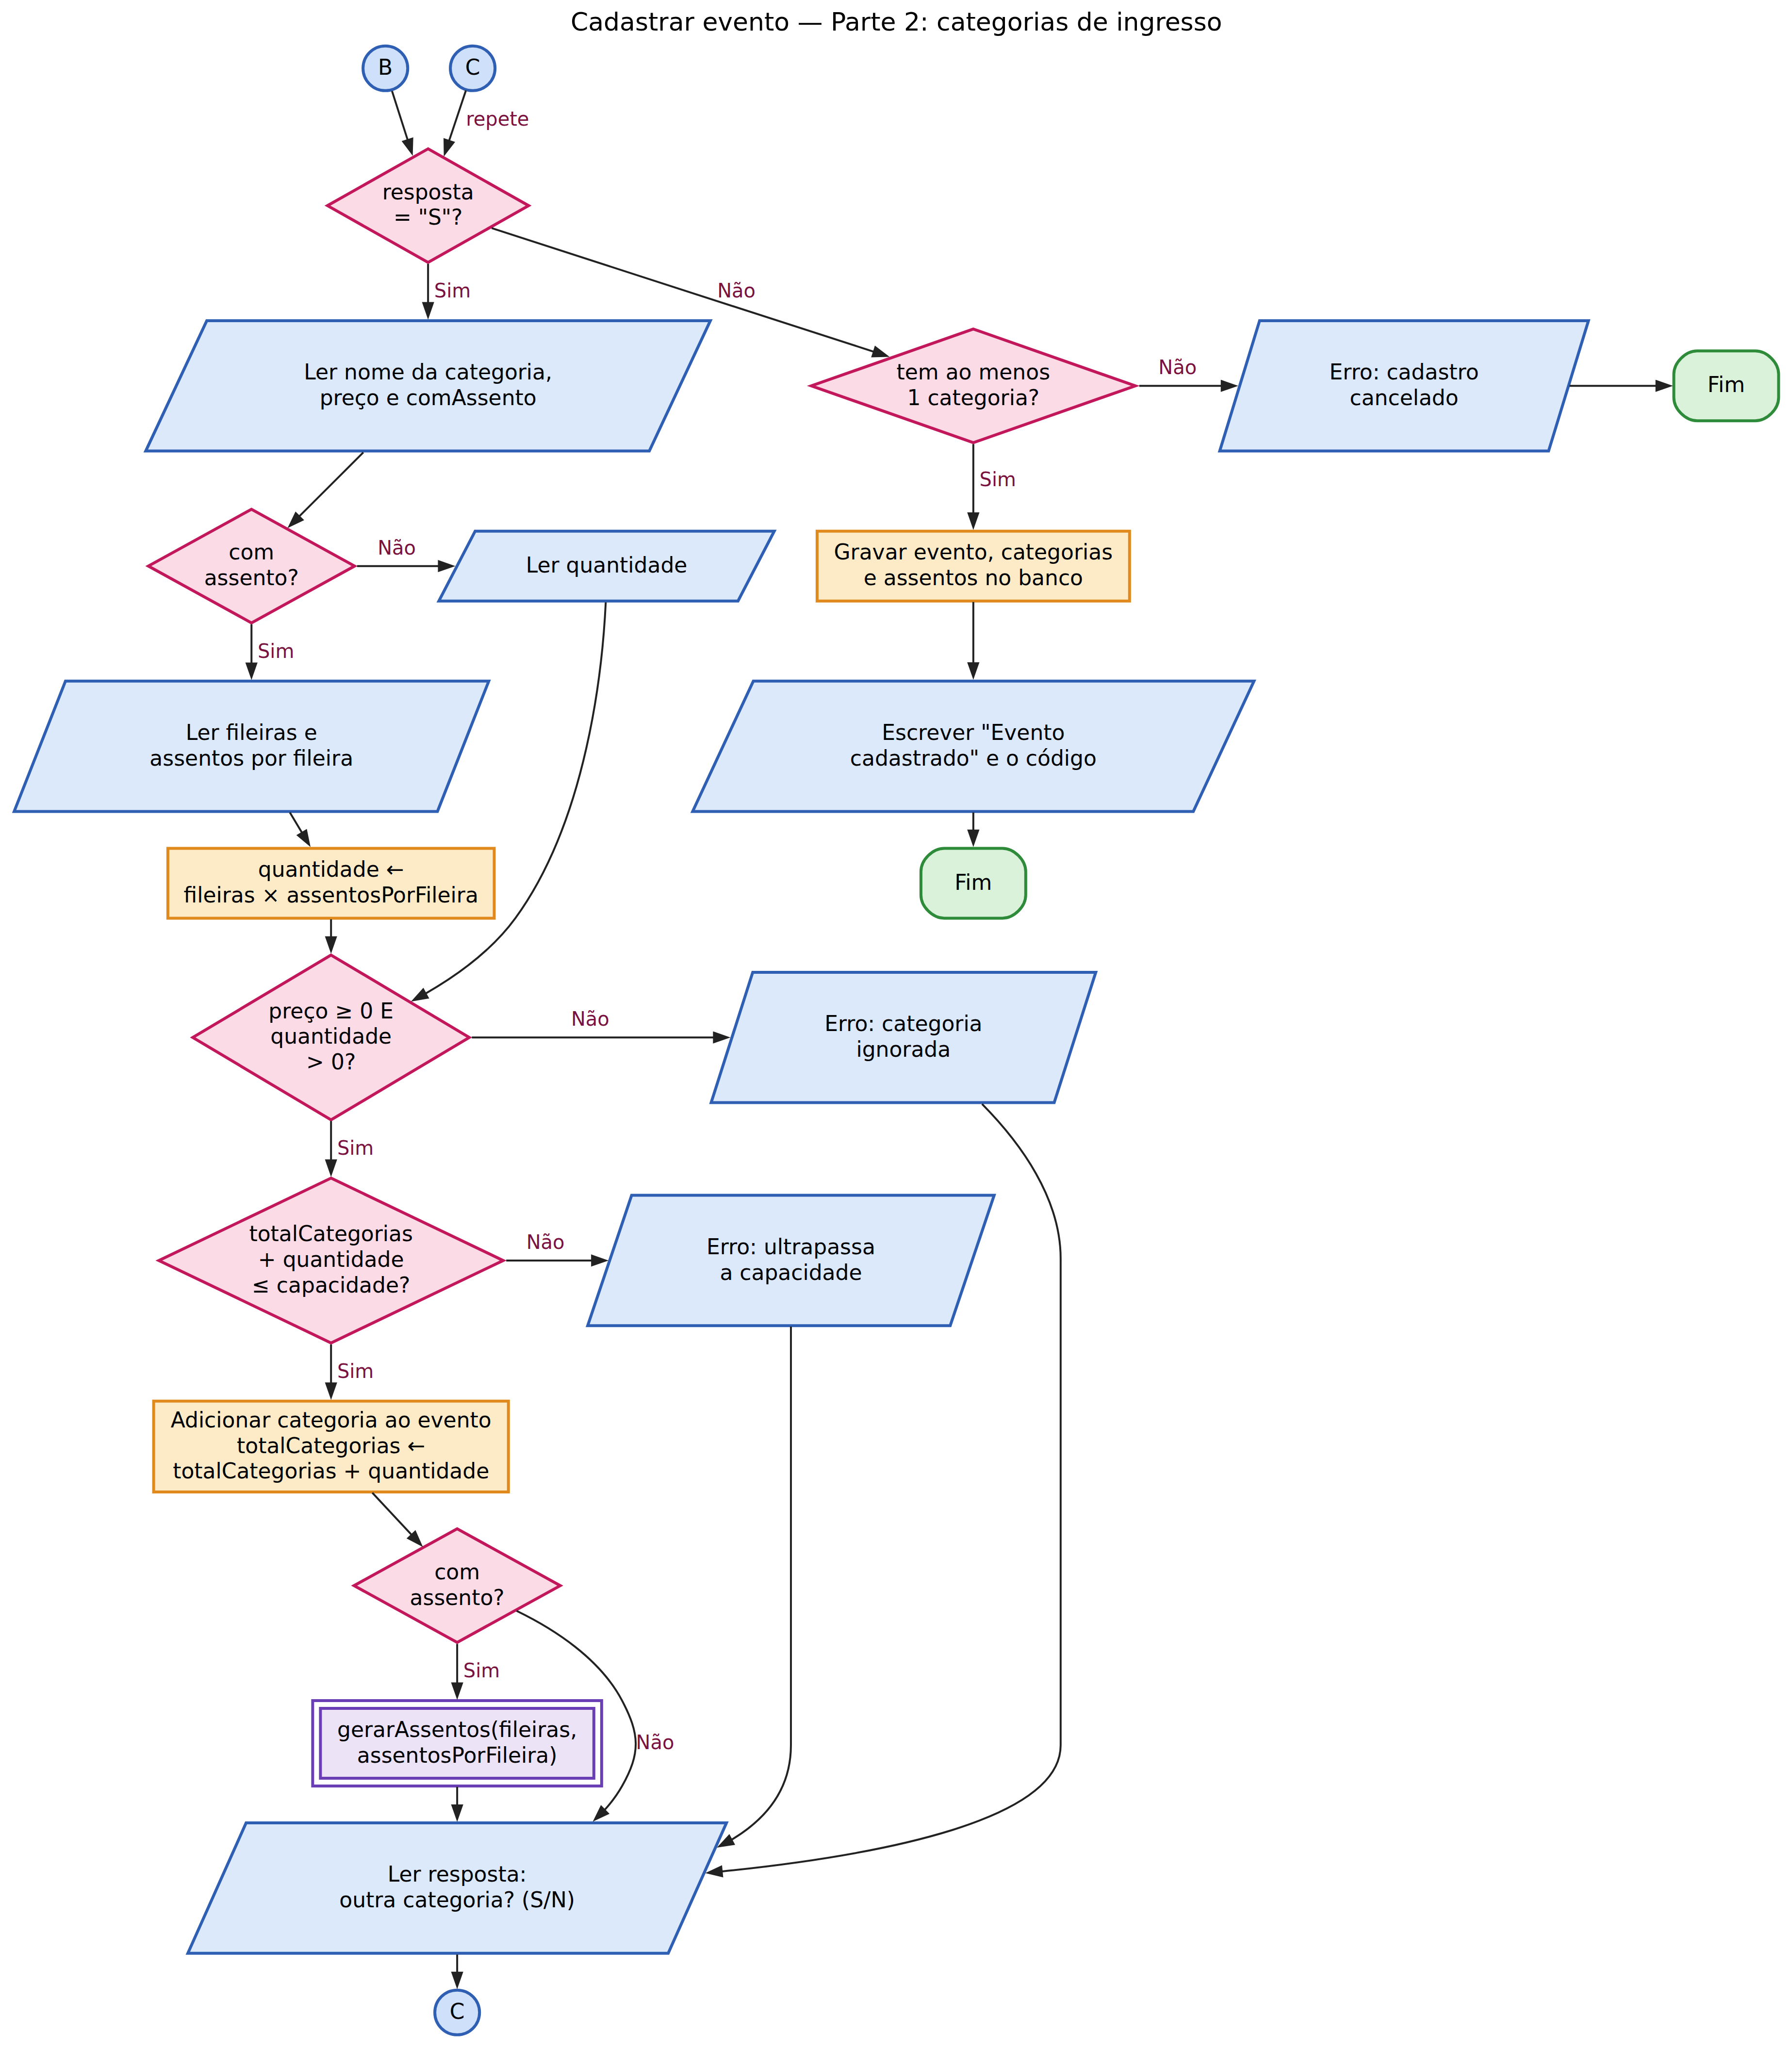 Cadastrar evento — Parte 2: categorias de ingresso
B
C
repete
resposta
= "S"?
Sim
Não
Ler nome da categoria,
preço e comAssento
tem ao menos
1 categoria?
Não
Erro: cadastro
cancelado
Fim
Sim
com
assento?
Não
Ler quantidade
Gravar evento, categorias
e assentos no banco
Sim
Ler fileiras e
assentos por fileira
Escrever "Evento
cadastrado" e o código
quantidade ←
fileiras × assentosPorFileira
Fim
preço ≥ 0 E
quantidade
> 0?
Não
Erro: categoria
ignorada
Sim
totalCategorias
+ quantidade
≤ capacidade?
Não
Erro: ultrapassa
a capacidade
Sim
Adicionar categoria ao evento
totalCategorias ←
totalCategorias + quantidade
com
assento?
Sim
Não
gerarAssentos(fileiras,
assentosPorFileira)
Ler resposta:
outra categoria? (S/N)
C